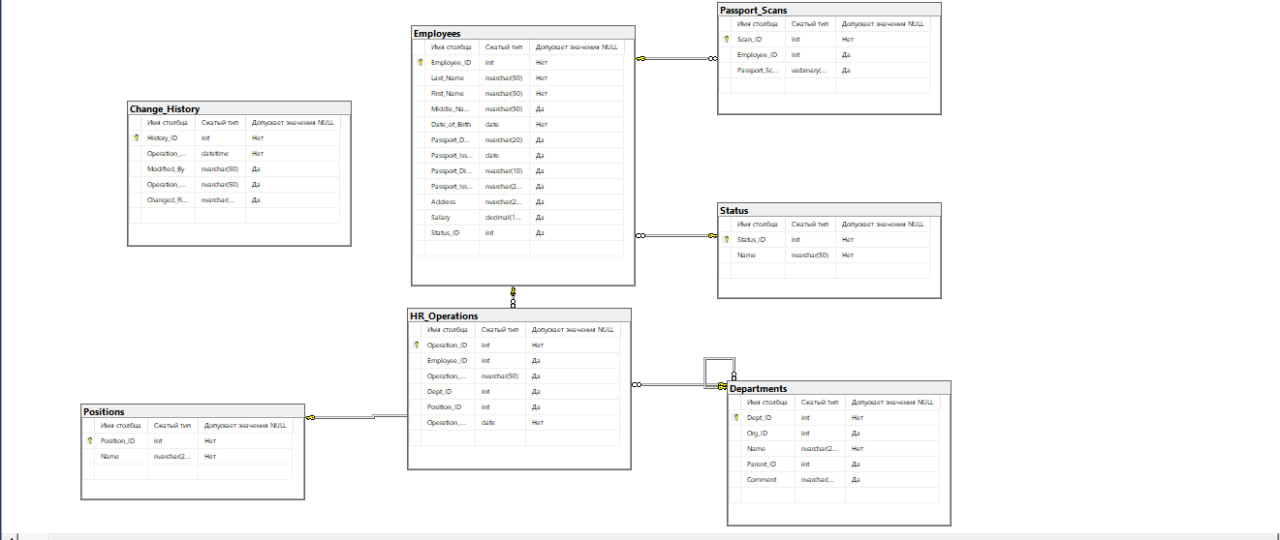 Passport_Scans
Имя столбца Сжатый тип Допускает значения NULL
Scan_ID int Нет
Employee_ID int Да
Passport_Sc... varbinary(... Да
Employees
Имя столбца Сжатый тип Допускает значения NULL
Employee_ID int Нет
Last_Name nvarchar(50) Нет
First_Name nvarchar(50) Нет
Middle_Na... nvarchar(50) Да
Date_of_Birth date Нет
Passport_D... nvarchar(20) Да
Passport_Iss... date Да
Passport_Di... nvarchar(10) Да
Passport_Iss... nvarchar(2... Да
Address nvarchar(2... Да
Salary decimal(1... Да
Status_ID int Да
Change_History
Имя столбца Сжатый тип Допускает значения NULL
History_ID int Нет
Operation_... datetime Нет
Modified_By nvarchar(50) Да
Operation_... nvarchar(50) Да
Changed_Fi... nvarchar(... Да
Status
Имя столбца Сжатый тип Допускает значения NULL
Status_ID int Нет
Name nvarchar(50) Нет
HR_Operations
Имя столбца Сжатый тип Допускает значения NULL
Operation_ID int Нет
Employee_ID int Да
Operation_... nvarchar(50) Да
Dept_ID int Да
Position_ID int Да
Operation_... date Нет
Departments
Имя столбца Сжатый тип Допускает значения NULL
Dept_ID int Нет
Org_ID int Да
Name nvarchar(2... Нет
Parent_ID int Да
Comment nvarchar(... Да
Positions
Имя столбца Сжатый тип Допускает значения NULL
Position_ID int Нет
Name nvarchar(2... Нет